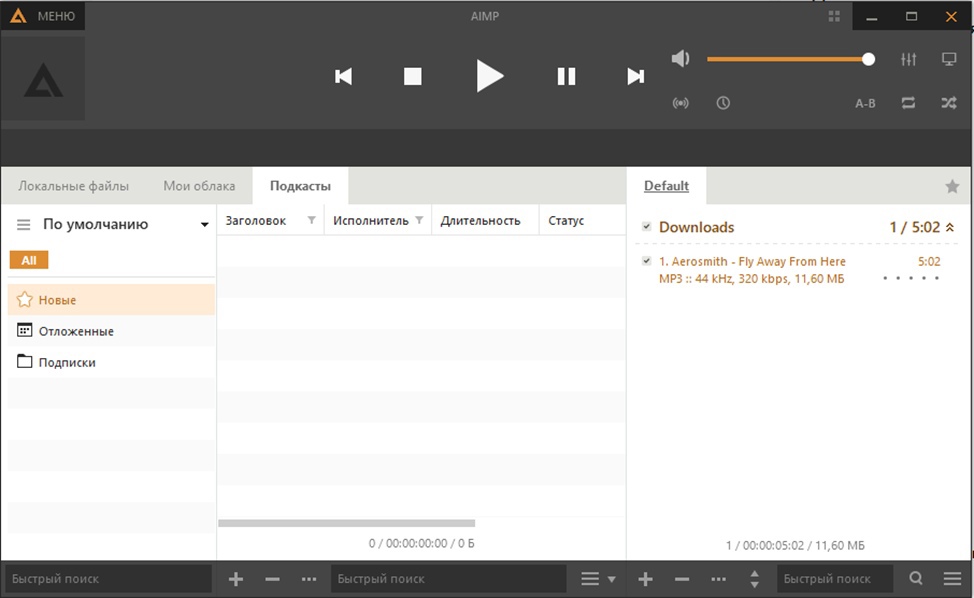 МЕНЮ
AIMP
A-B
Локальные файлы
Мои облака
Подкасты
Default
По умолчанию
All
Новые
Отложенные
Подписки
Заголовок
Исполнитель
Длительность
Статус
0 / 00:00:00:00 / 0 Б
Downloads
1 / 5:02
1. Aerosmith - Fly Away From Here
5:02
MP3 :: 44 kHz, 320 kbps, 11,60 МБ
1 / 00:00:05:02 / 11,60 МБ
Быстрый поиск
Быстрый поиск
Быстрый поиск